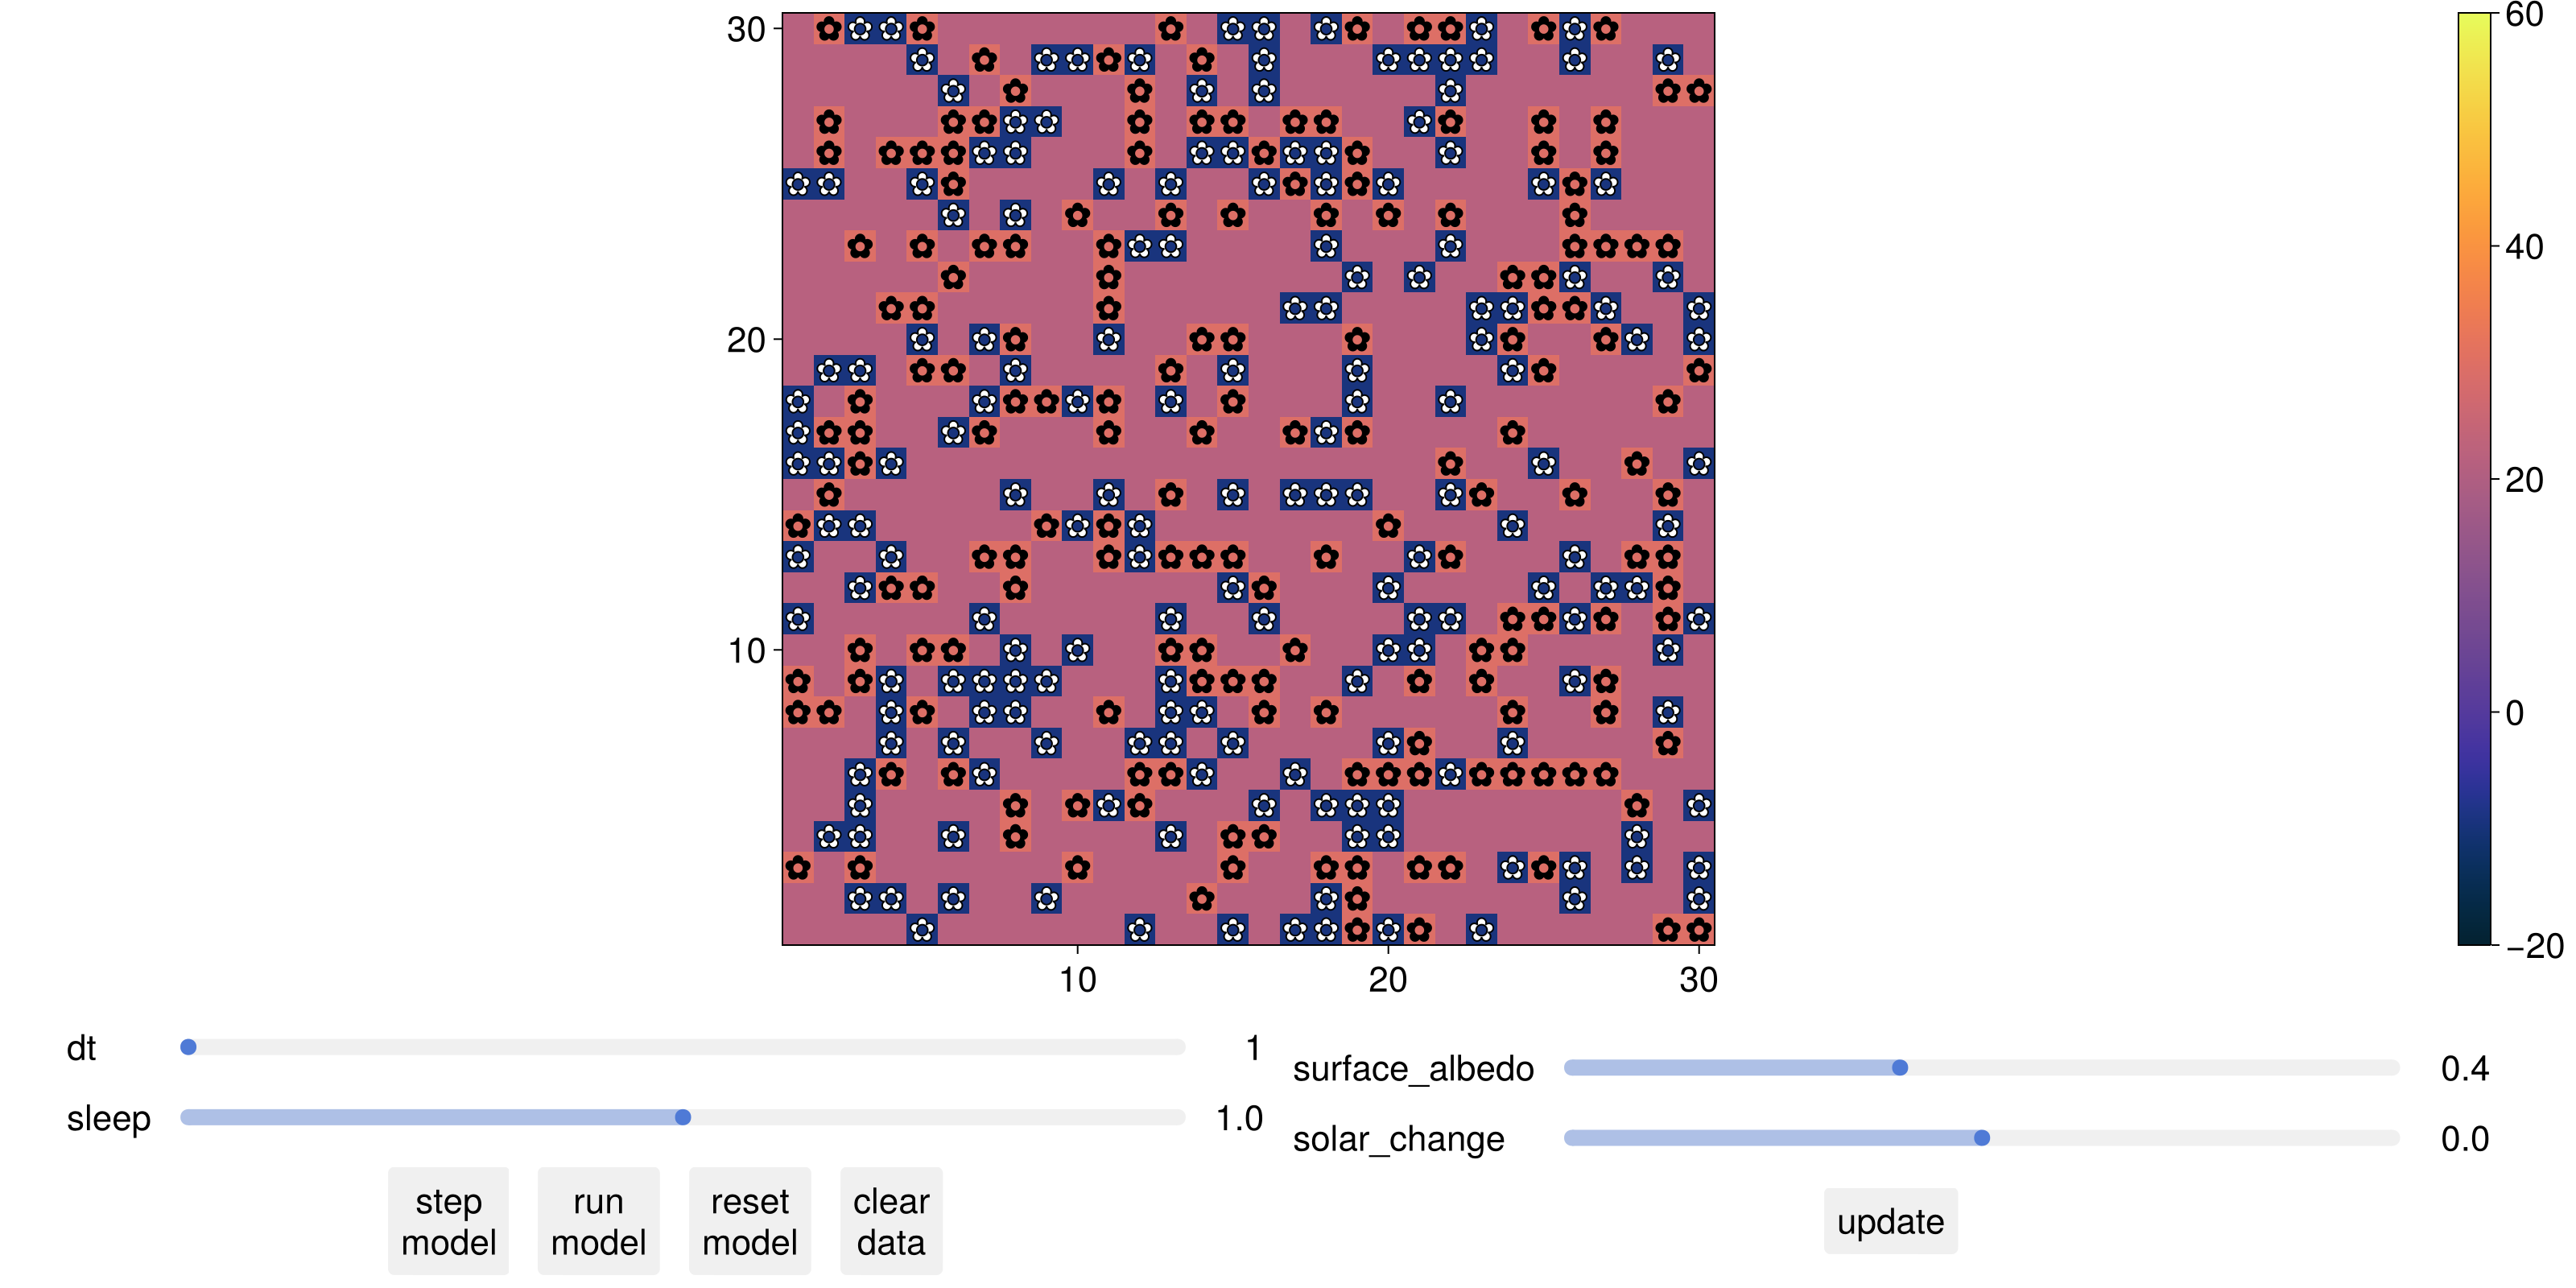 30
20
10
10
20
30
60
40
20
0
−20
dt
1
sleep
1.0
surface_albedo
0.4
solar_change
0.0
step
model
run
model
reset
model
clear
data
update